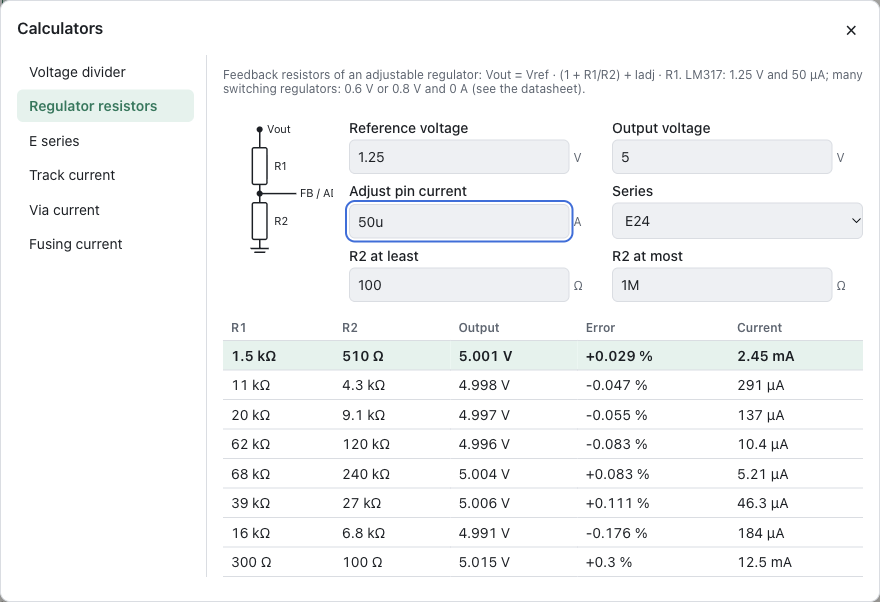 Calculators
×
Voltage divider
Regulator resistors
E series
Track current
Via current
Fusing current
Feedback resistors of an adjustable regulator: Vout = Vref · (1 + R1/R2) + Iadj · R1. LM317: 1.25 V and 50 µA; many
switching regulators: 0.6 V or 0.8 V and 0 A (see the datasheet).
Vout
R1
FB / AI
R2
Reference voltage
1.25 V
Output voltage
5 V
Adjust pin current
50u A
Series
E24
R2 at least
100 Ω
R2 at most
1M Ω
R1 R2 Output Error Current
1.5 kΩ 510 Ω 5.001 V +0.029 % 2.45 mA
11 kΩ 4.3 kΩ 4.998 V -0.047 % 291 µA
20 kΩ 9.1 kΩ 4.997 V -0.055 % 137 µA
62 kΩ 120 kΩ 4.996 V -0.083 % 10.4 µA
68 kΩ 240 kΩ 5.004 V +0.083 % 5.21 µA
39 kΩ 27 kΩ 5.006 V +0.111 % 46.3 µA
16 kΩ 6.8 kΩ 4.991 V -0.176 % 184 µA
300 Ω 100 Ω 5.015 V +0.3 % 12.5 mA